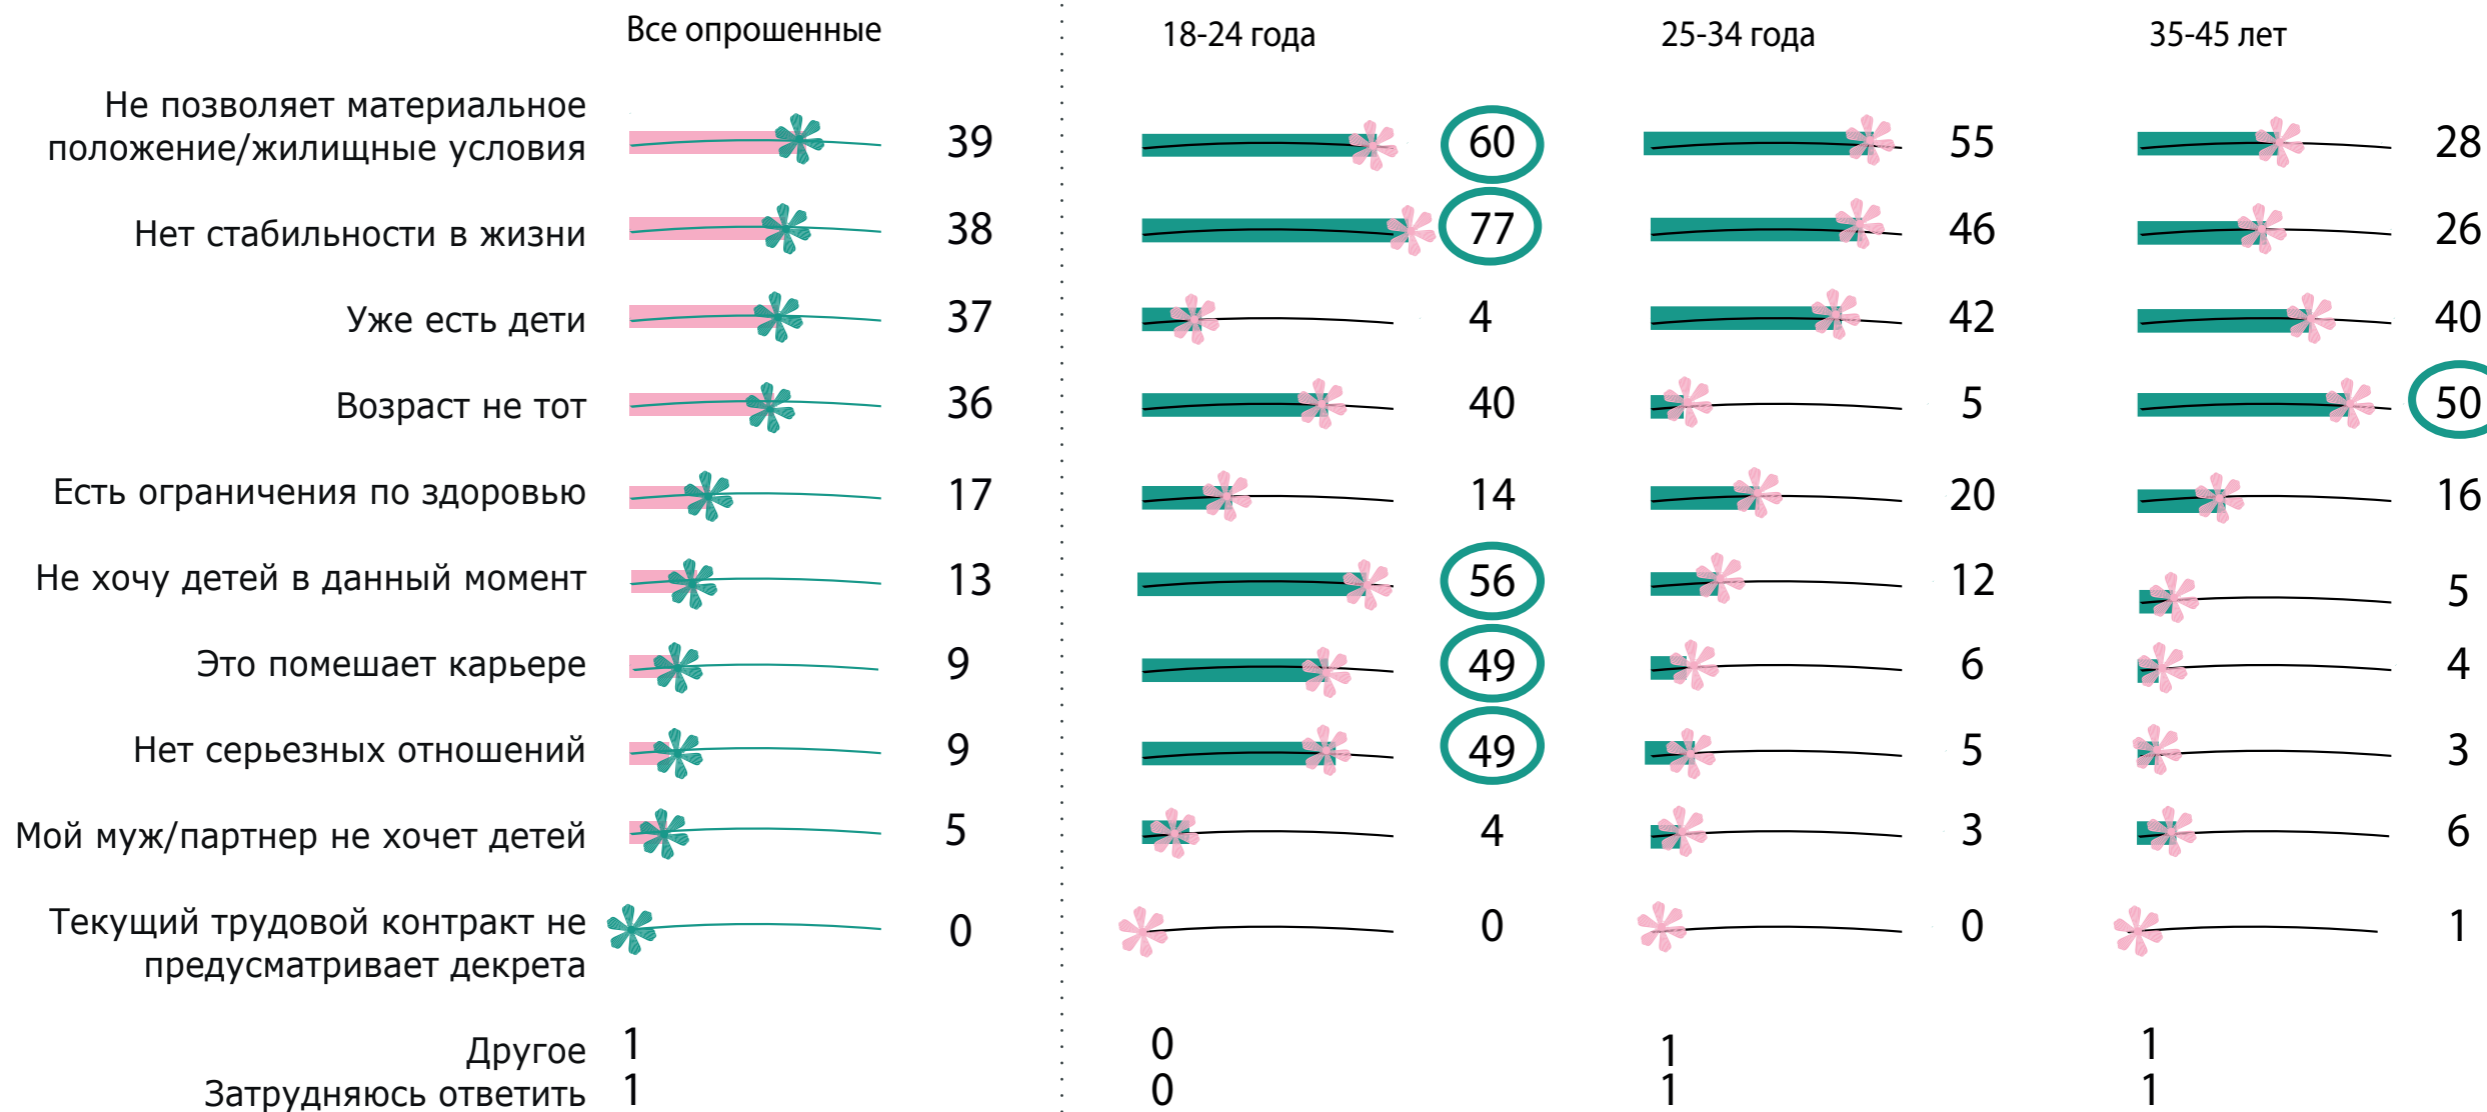 Все опрошенные 18-24 года 25-34 года 35-45 лет
Не позволяет материальное
положение/жилищные условия 39 60 55 28
Нет стабильности в жизни 38 77 46 26
Уже есть дети 37 4 42 40
Возраст не тот 36 40 5 50
Есть ограничения по здоровью 17 14 20 16
Не хочу детей в данный момент 13 56 12 5
Это помешает карьере 9 49 6 4
Нет серьезных отношений 9 49 5 3
Мой муж/партнер не хочет детей 5 4 3 6
Текущий трудовой контракт не 0 0 0 1
предусматривает декрета
Другое 1 0 1 1
Затрудняюсь ответить 1 0 1 1